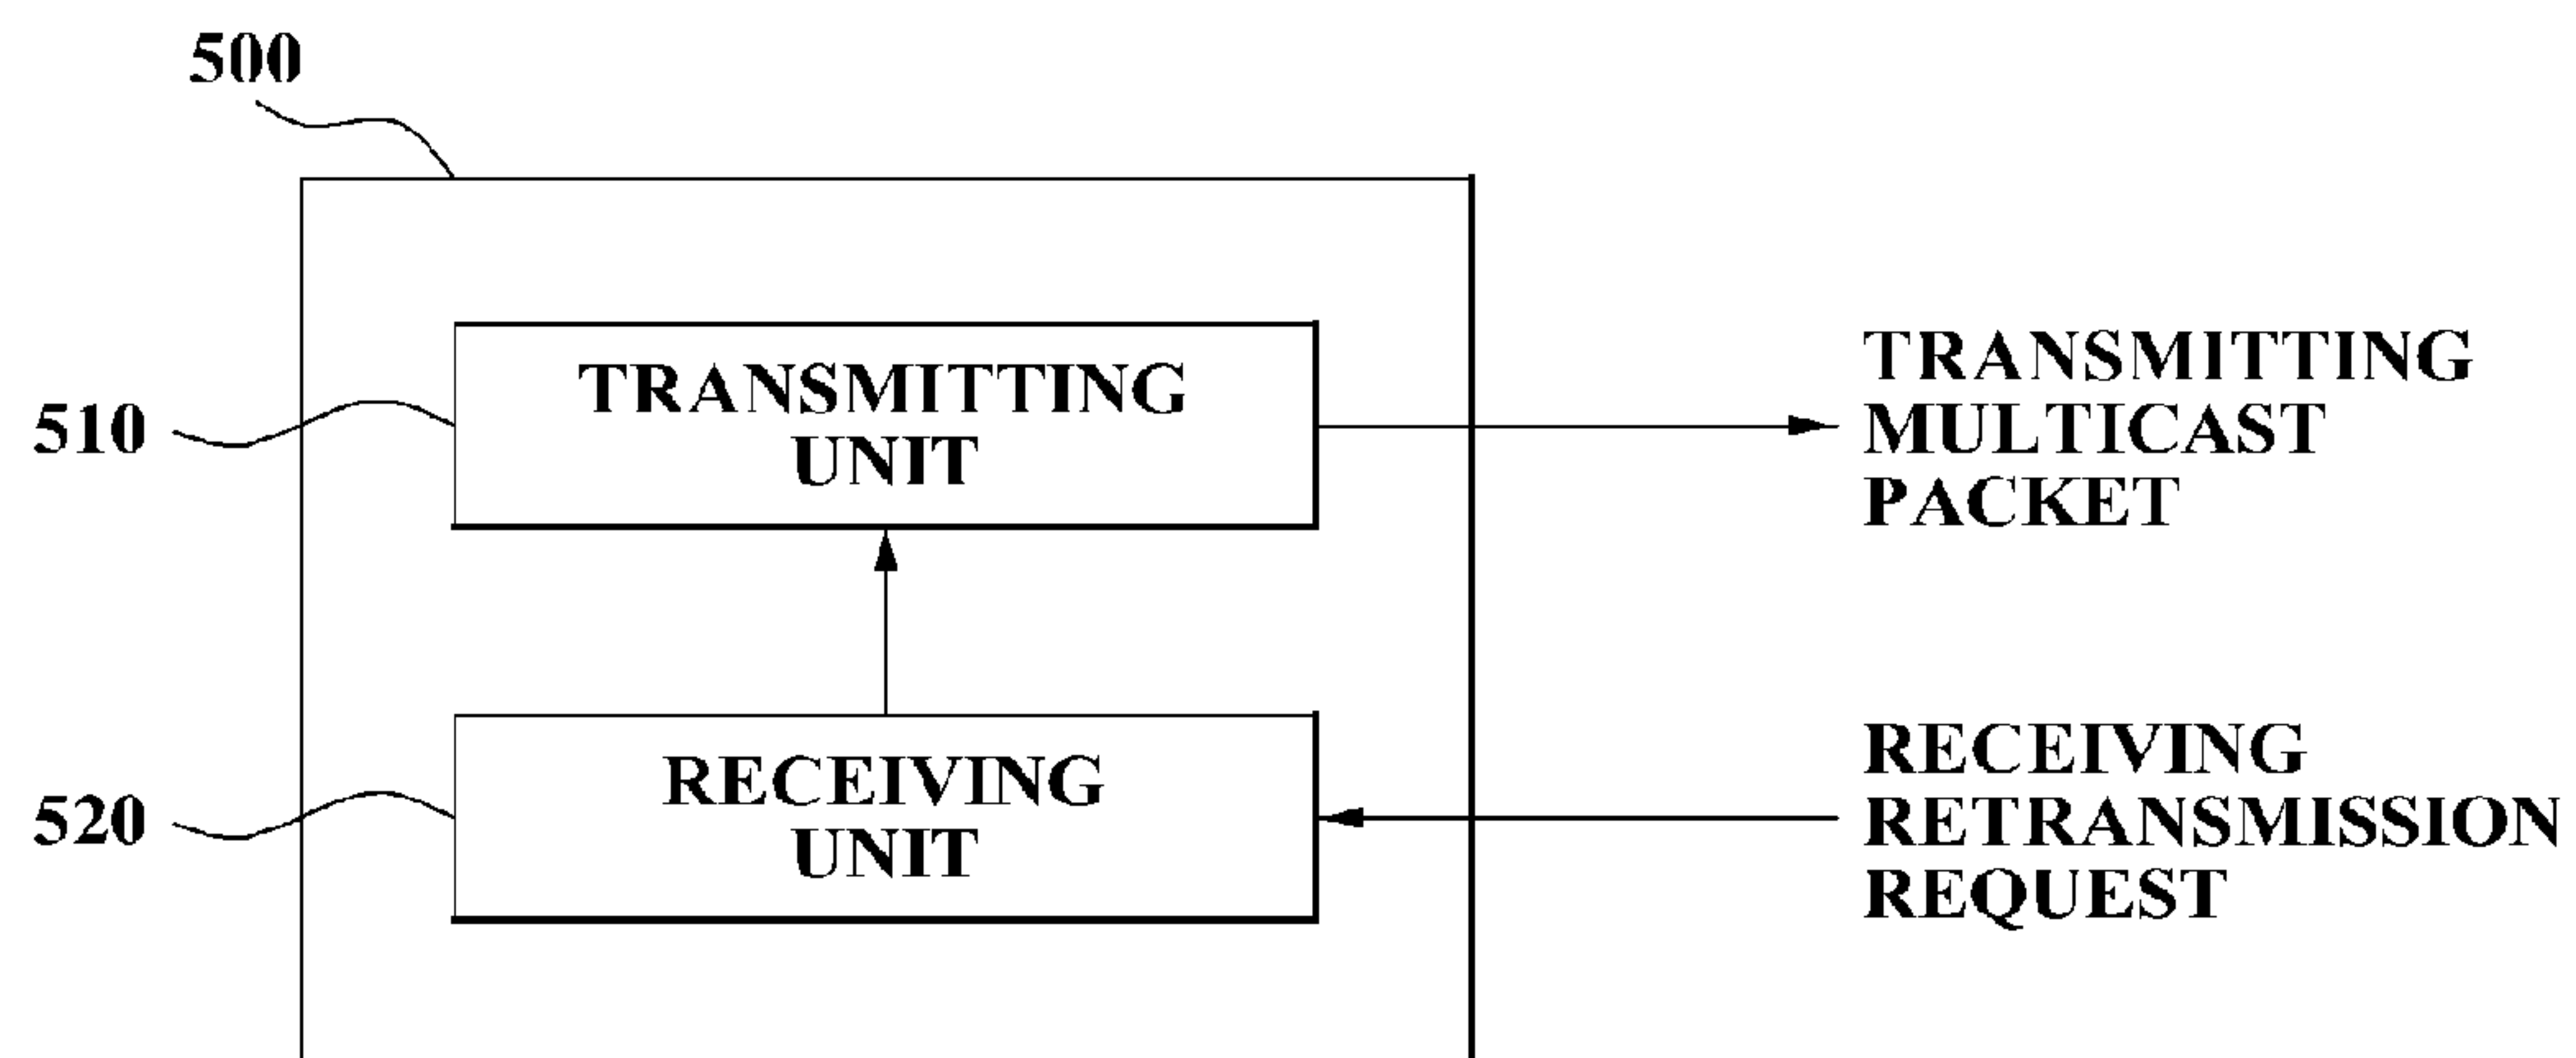 500
510
TRANSMITTING
UNIT
TRANSMITTING
MULTICAST
PACKET
520
RECEIVING
UNIT
RECEIVING
RETRANSMISSION
REQUEST